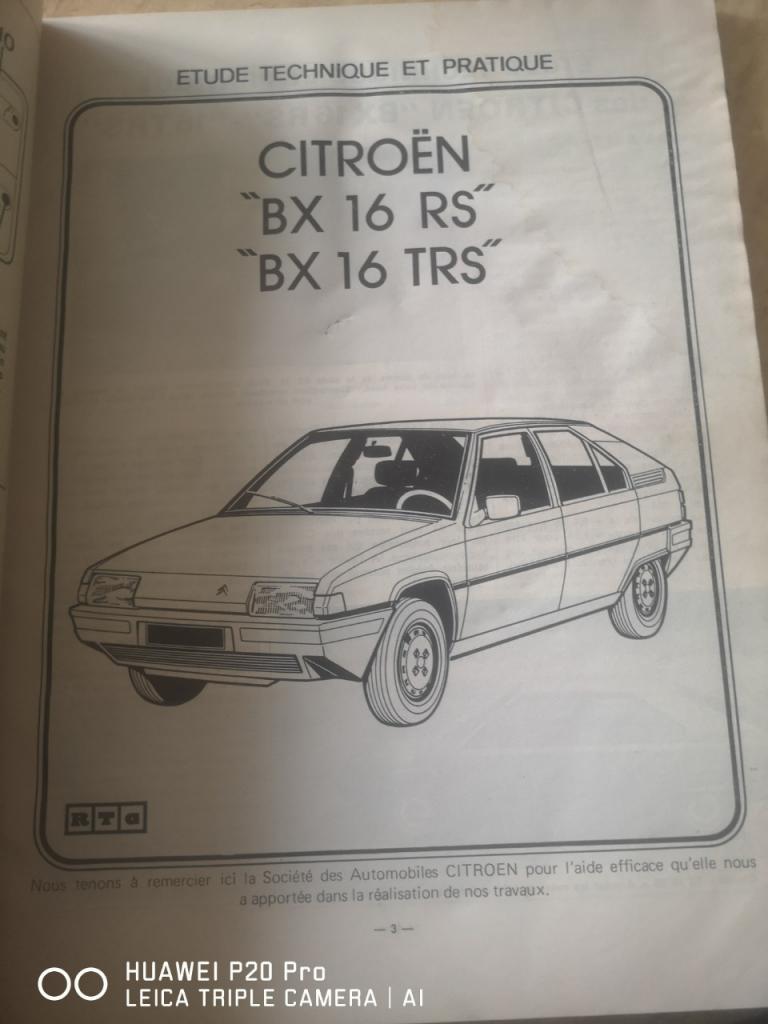 ETUDE TECHNIQUE ET PRATIQUE
CITROËN
"BX 16 RS"
"BX 16 TRS"
RTa
Nous tenons à remercier ici la Société des Automobiles CITROEN pour l'aide efficace qu'elle nous
a apportée dans la réalisation de nos travaux.
— 3 —
HUAWEI P20 Pro
LEICA TRIPLE CAMERA | AI